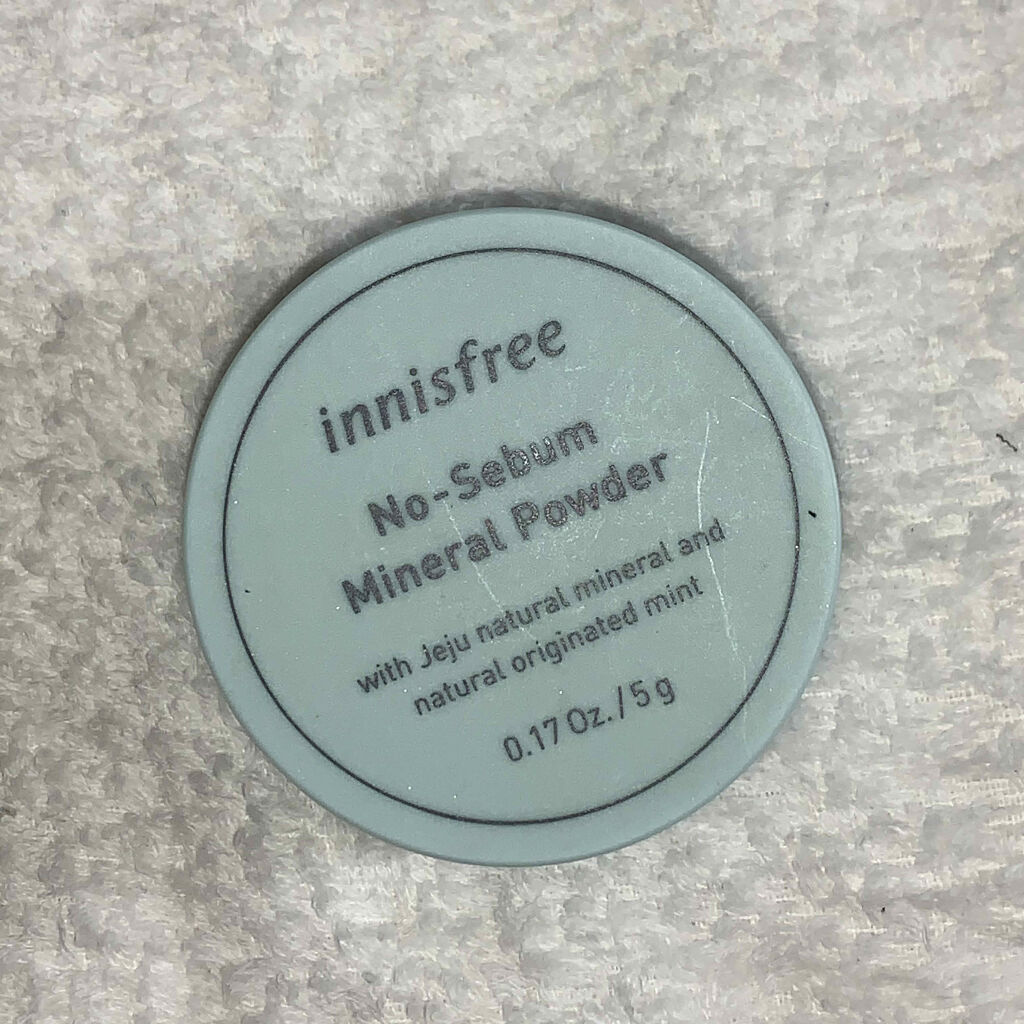 innisfree
No-Sebum
Mineral Powder
with Jeju natural mineral and
natural originated mint
0.17 Oz. / 5 g